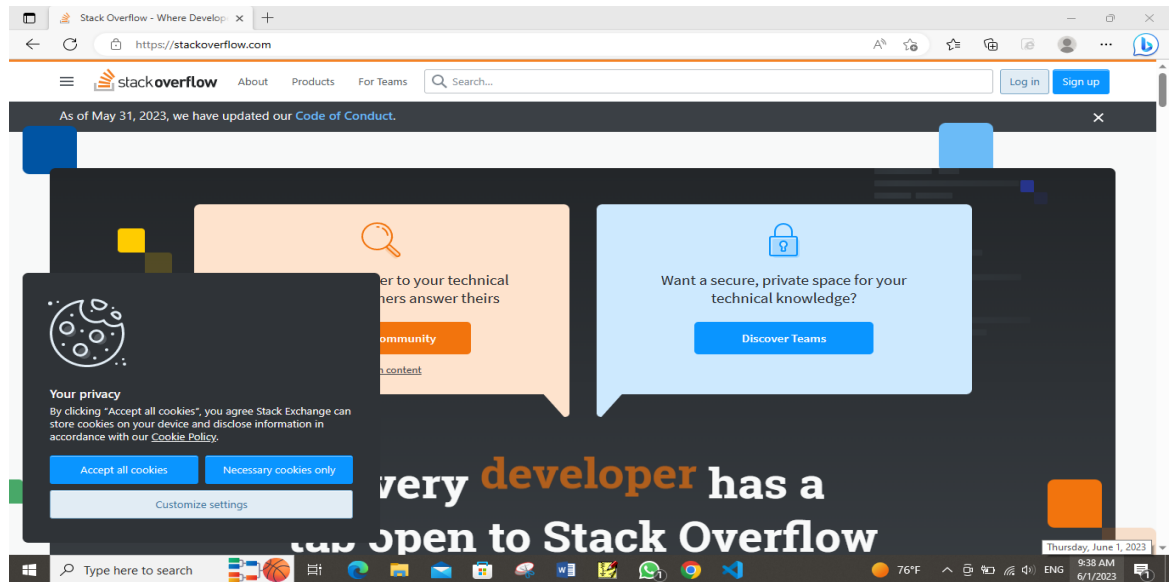 Stack Overflow - Where Develop
https://stackoverflow.com
stackoverflow About Products For Teams Search... Log in Sign up
As of May 31, 2023, we have updated our Code of Conduct.
er to your technical
hers answer theirs
ommunity
content
Want a secure, private space for your
technical knowledge?
Discover Teams
Your privacy
By clicking “Accept all cookies”, you agree Stack Exchange can
store cookies on your device and disclose information in
accordance with our Cookie Policy.
Accept all cookies Necessary cookies only
Customize settings
very developer has a
tab open to Stack Overflow
Thursday, June 1, 2023
Type here to search
76°F ENG 9:38 AM
6/1/2023